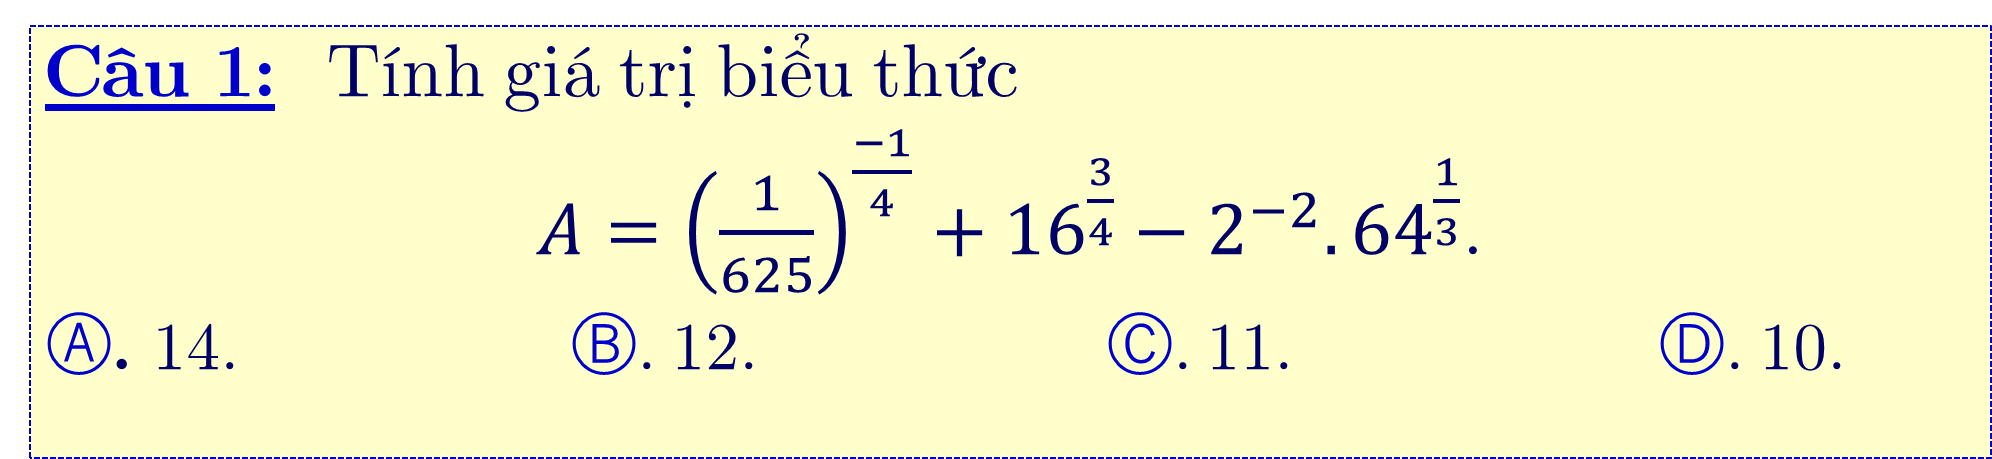 Câu 1: Tính giá trị biểu thức
A = (1/625)^(-1/4) + 16^(3/4) − 2^(−2).64^(1/3).
Ⓐ. 14. Ⓑ. 12. Ⓒ. 11. Ⓓ. 10.